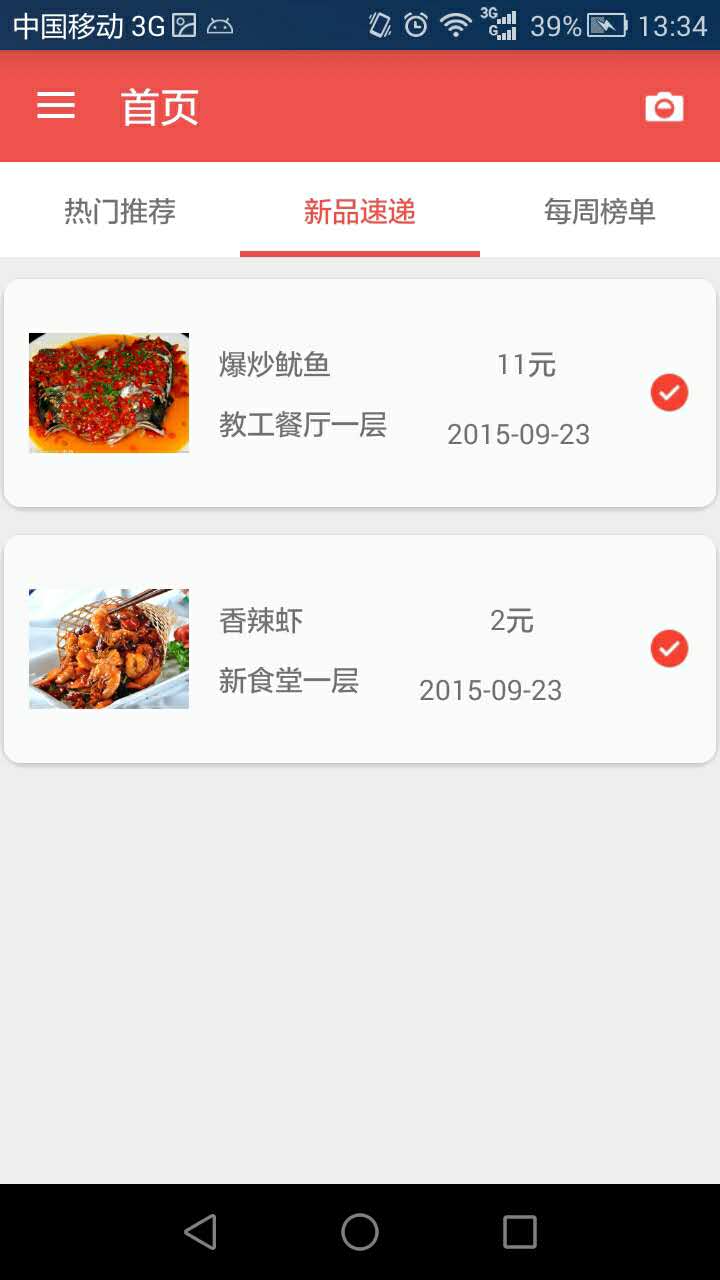 中国移动 3G 3G G 39% 13:34
首页
热门推荐 新品速递 每周榜单
爆炒鱿鱼 11元
教工餐厅一层 2015-09-23
香辣虾 2元
新食堂一层 2015-09-23